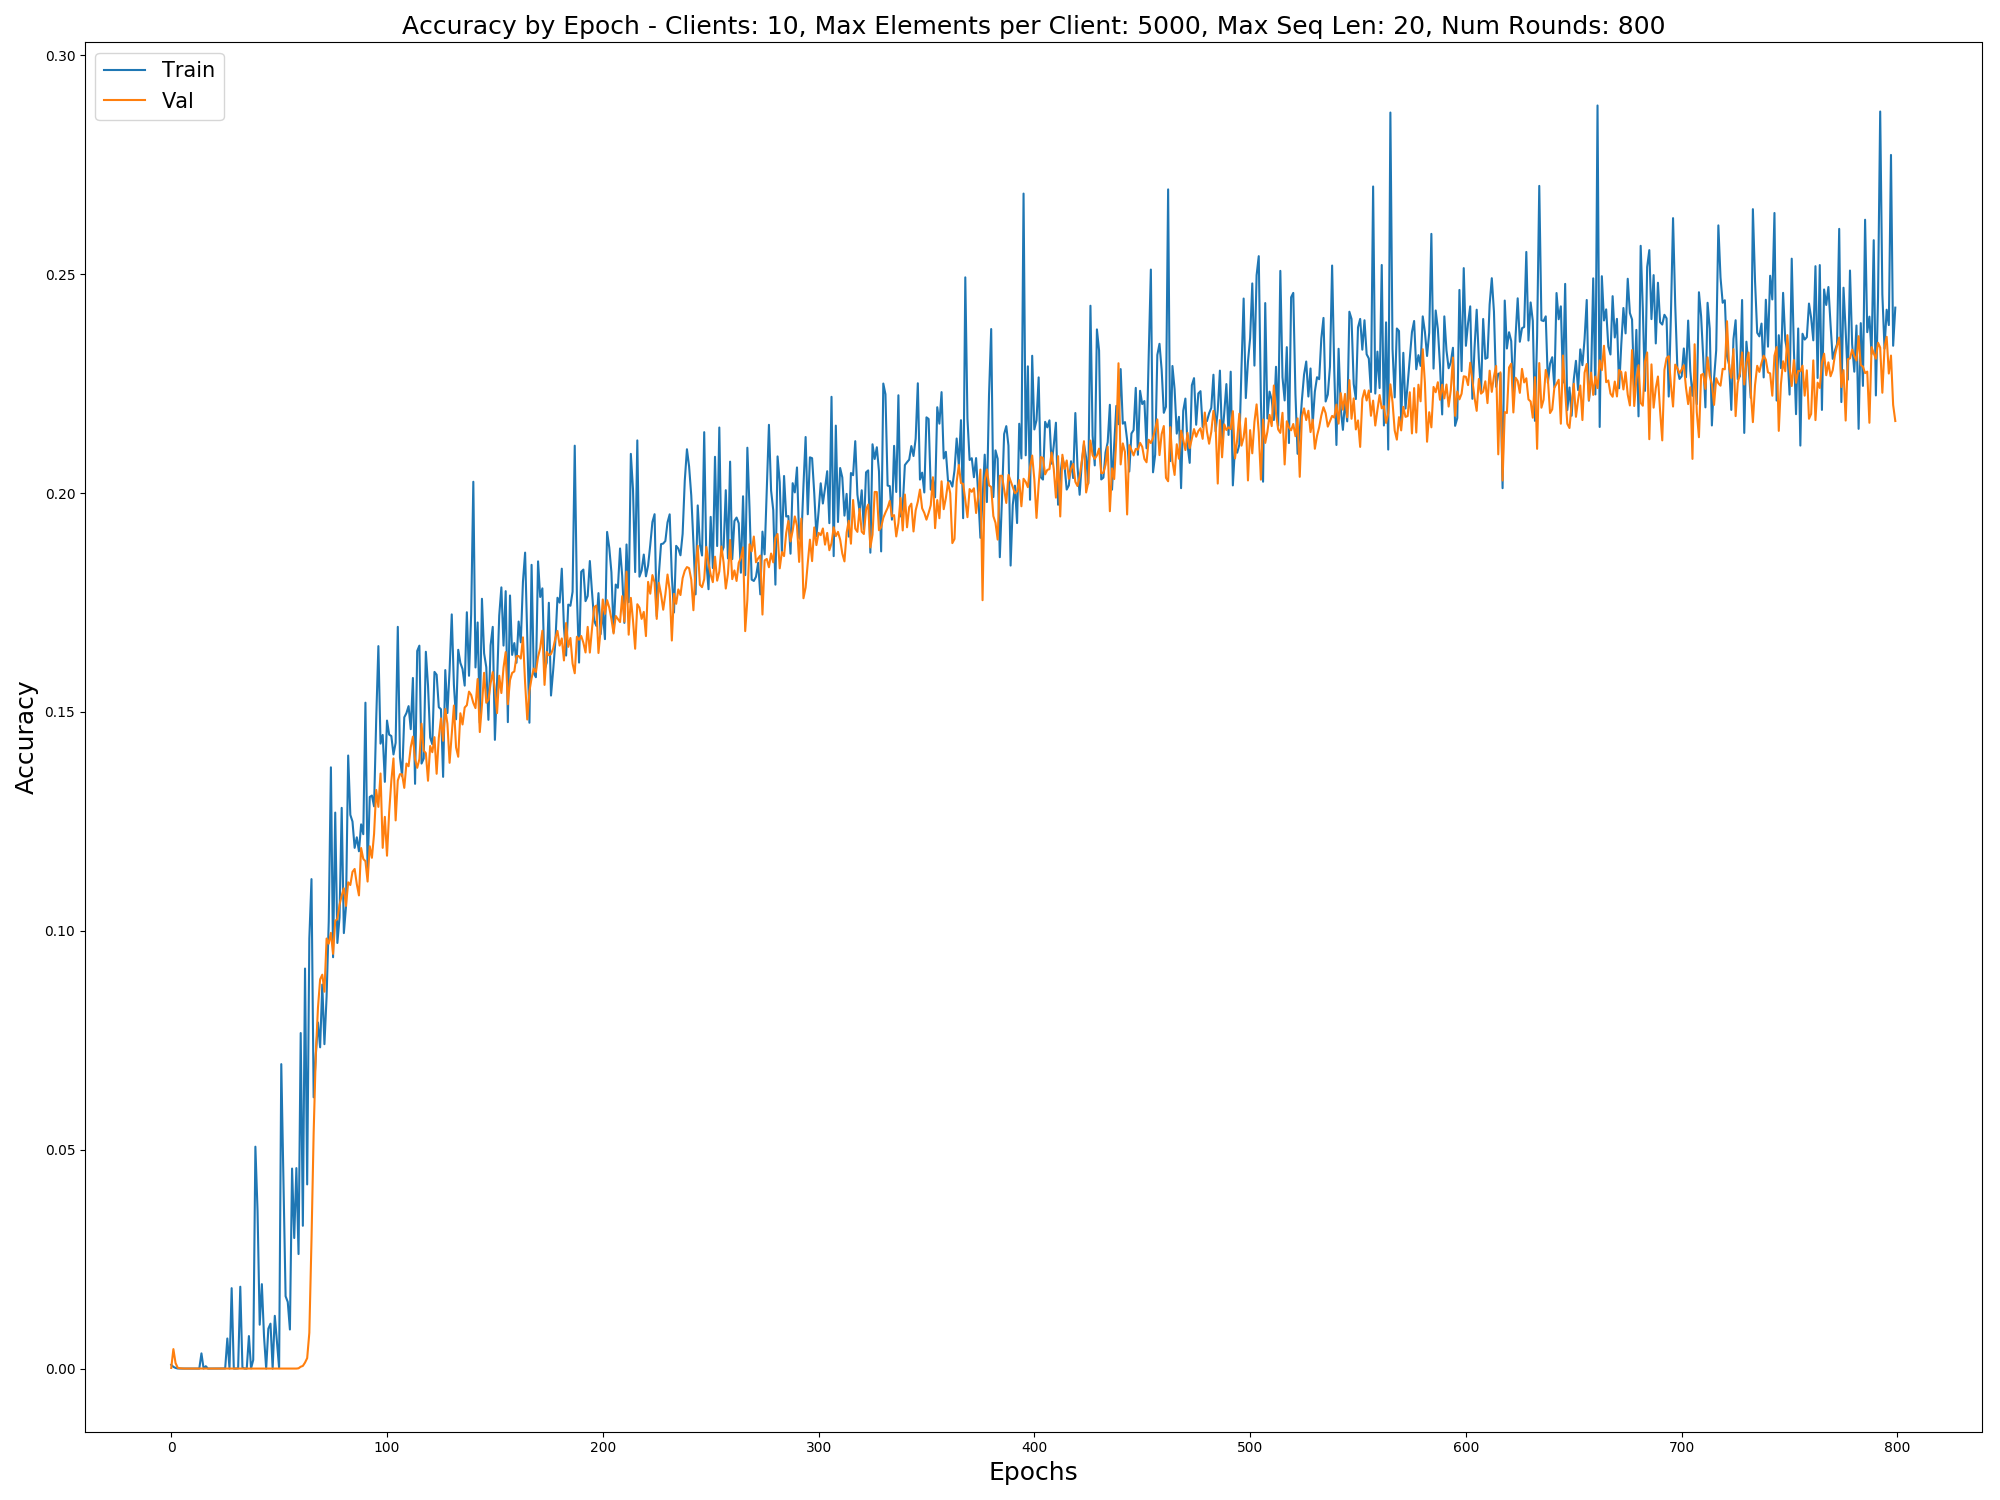 Accuracy by Epoch - Clients: 10, Max Elements per Client: 5000, Max Seq Len: 20, Num Rounds: 800
Train
Val
0.30
0.25
0.20
0.15
0.10
0.05
0.00
Accuracy
0 100 200 300 400 500 600 700 800
Epochs